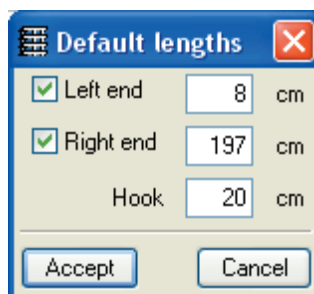 Default lengths
Left end 8 cm
Right end 197 cm
Hook 20 cm
Accept Cancel